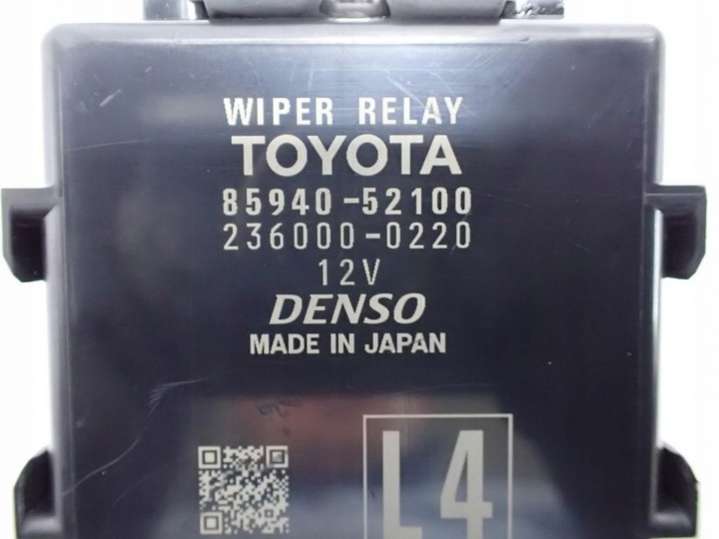 WIPER RELAY
TOYOTA
85940-52100
236000-0220
12V
DENSO
MADE IN JAPAN
L4